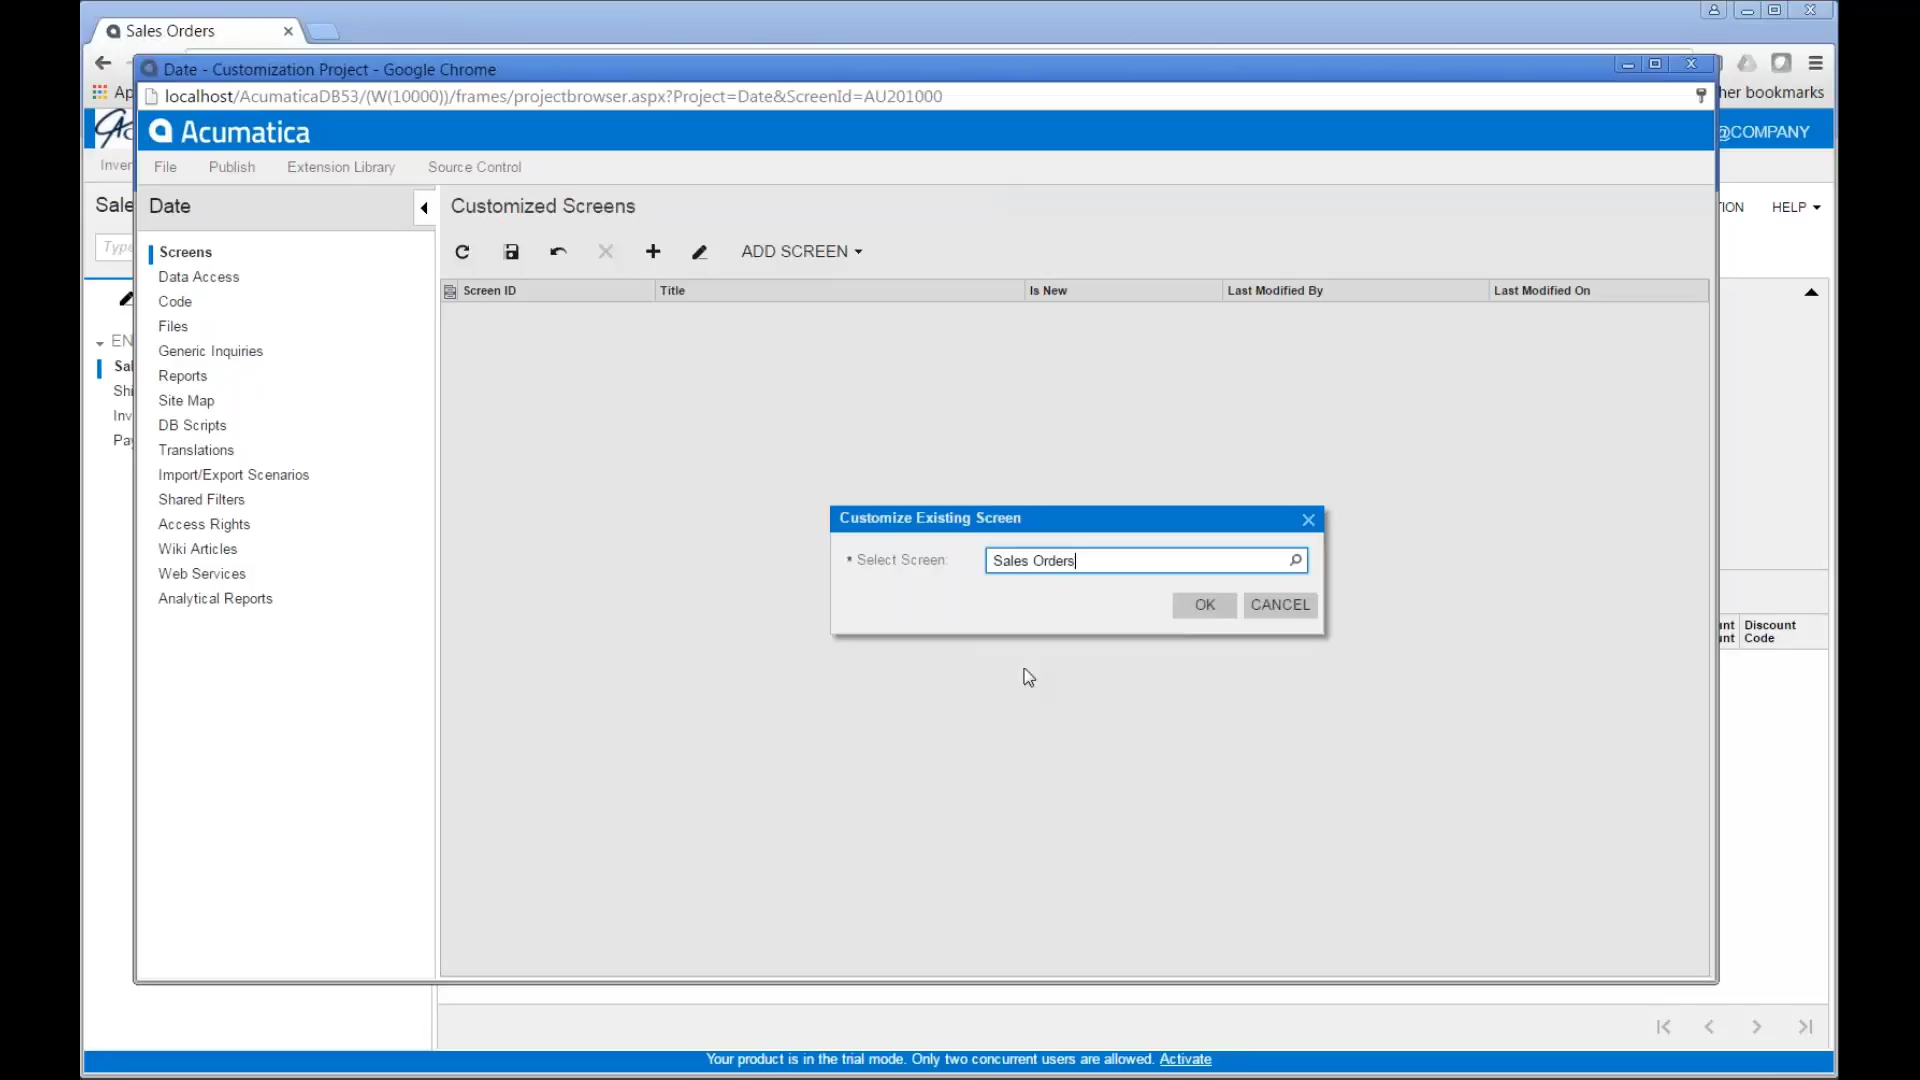 Sales Orders
Date - Customization Project - Google Chrome
localhost/AcumaticaDB53/(W(10000))/frames/projectbrowser.aspx?Project=Date&ScreenId=AU201000
her bookmarks
Acumatica
@COMPANY
File Publish Extension Library Source Control
Inver
Sale
Date
Customized Screens
HELP
Type
ADD SCREEN
Screens
Data Access
Code
Files
Generic Inquiries
Reports
Site Map
DB Scripts
Translations
Import/Export Scenarios
Shared Filters
Access Rights
Wiki Articles
Web Services
Analytical Reports
Screen ID Title Is New Last Modified By Last Modified On
EN
Sal
Shi
Inv
Pay
Customize Existing Screen
* Select Screen: Sales Orders
OK CANCEL
Discount
Code
Your product is in the trial mode. Only two concurrent users are allowed. Activate